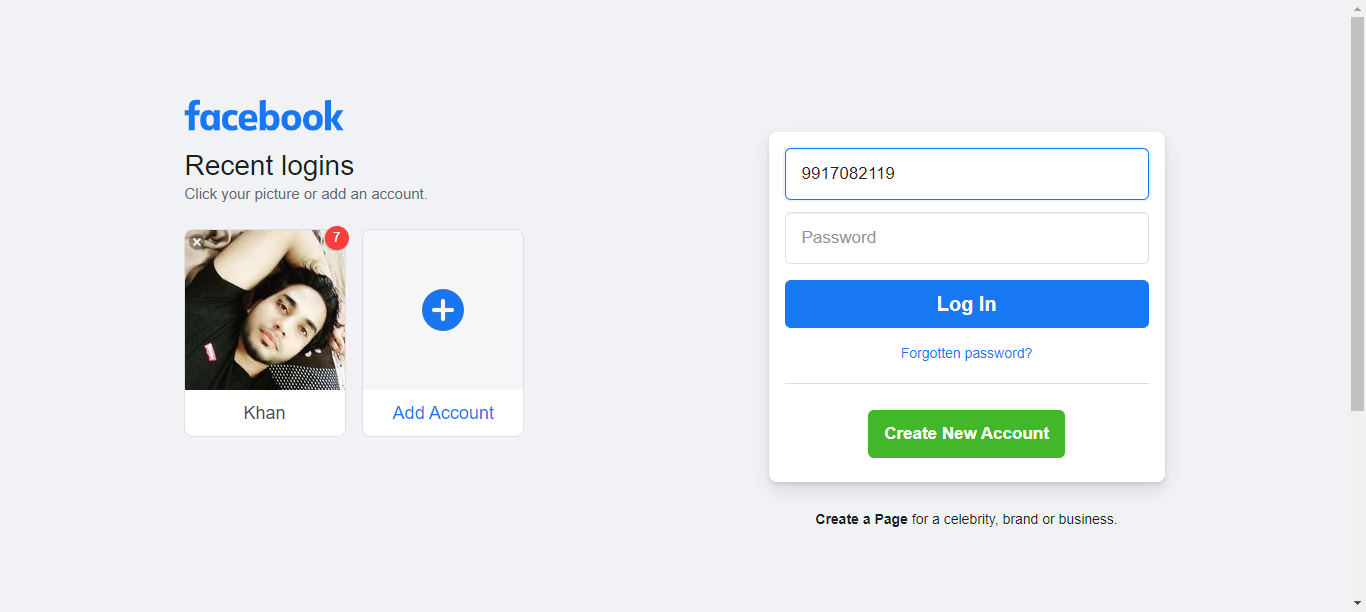 facebook
Recent logins
Click your picture or add an account.
7
Khan
Add Account
9917082119
Password
Log In
Forgotten password?
Create New Account
Create a Page for a celebrity, brand or business.